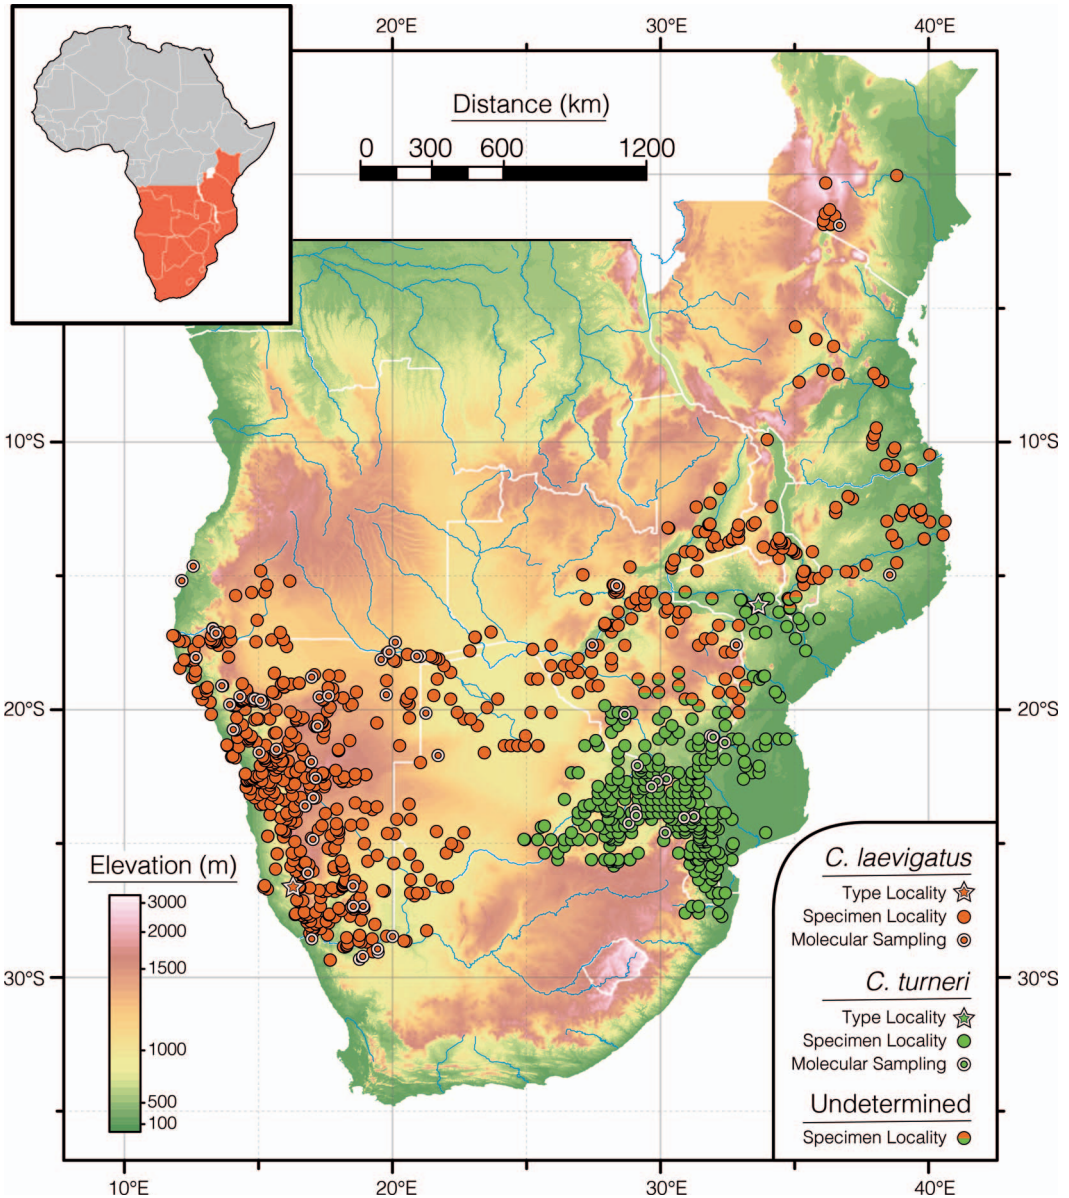 20°E 30°E 40°E
Distance (km)
0 300 600 1200
10°S 10°S
20°S 20°S
30°S 30°S
Elevation (m)
3000
2000
1500
1000
500
100
C. laevigatus
Type Locality
Specimen Locality
Molecular Sampling
C. turneri
Type Locality
Specimen Locality
Molecular Sampling
Undetermined
Specimen Locality
10°E 20°E 30°E 40°E